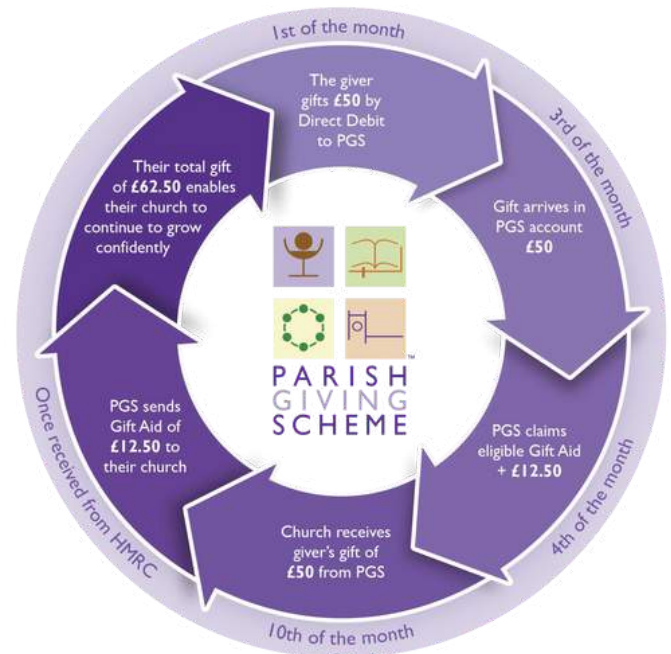 1st of the month
The giver
gifts £50 by
Direct Debit
to PGS
3rd of the month
Gift arrives in
PGS account
£50
4th of the month
PGS claims
eligible Gift Aid
+ £12.50
10th of the month
Church receives
giver's gift of
£50 from PGS
Once received from HMRC
PGS sends
Gift Aid of
£12.50 to
their church
Their total gift
of £62.50 enables
their church to
continue to grow
confidently
PARISH
GIVING
SCHEME
™